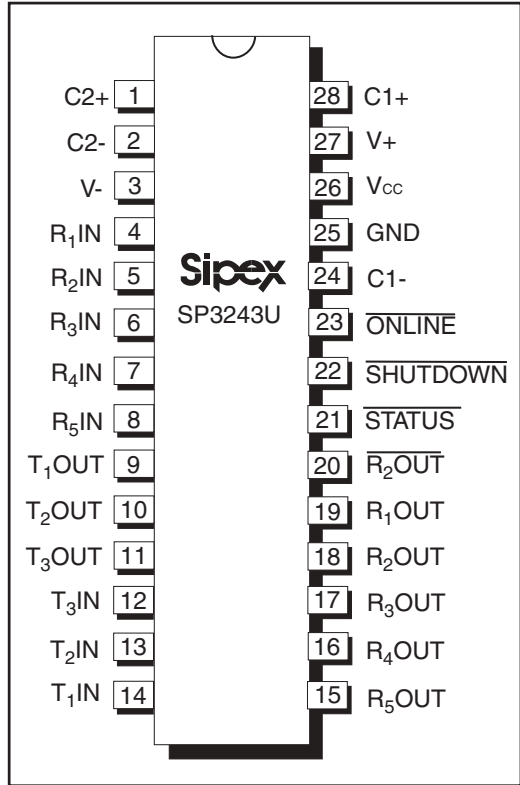 C2+ 1 28 C1+
C2- 2 27 V+
V- 3 26 VCC
R1IN 4 25 GND
R2IN 5 24 C1-
Sipex
SP3243U
R3IN 6 23 ONLINE
R4IN 7 22 SHUTDOWN
R5IN 8 21 STATUS
T1OUT 9 20 R2OUT
T2OUT 10 19 R1OUT
T3OUT 11 18 R2OUT
T3IN 12 17 R3OUT
T2IN 13 16 R4OUT
T1IN 14 15 R5OUT